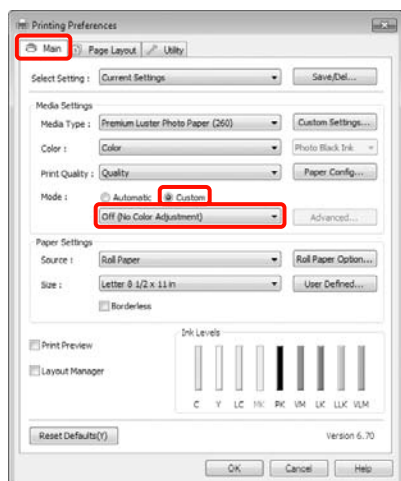 Printing Preferences
Main Page Layout Utility
Select Setting : Current Settings Save/Del...
Media Settings
Media Type : Premium Luster Photo Paper (260) Custom Settings...
Color : Color Photo Black Ink
Print Quality : Quality Paper Config...
Mode : Automatic Custom
Off (No Color Adjustment) Advanced...
Paper Settings
Source : Roll Paper Roll Paper Option...
Size : Letter 8 1/2 x 11 in User Defined...
Borderless
Ink Levels
Print Preview
Layout Manager
C Y LC MK PK VM LK LLK VLM
Reset Defaults(Y) Version 6.70
OK Cancel Help